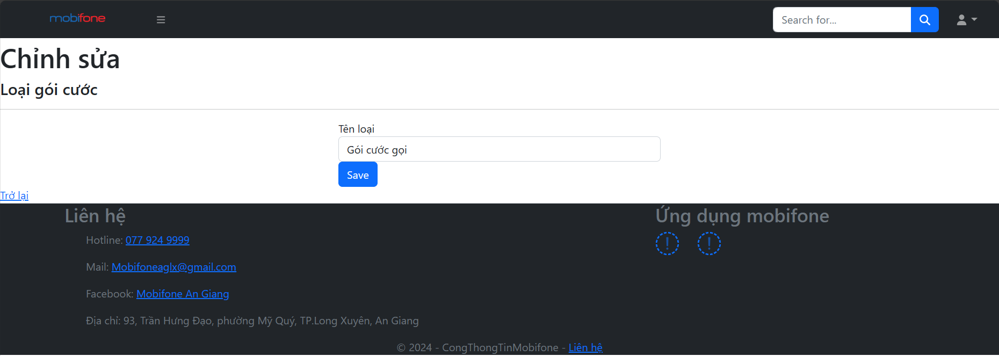 mobifone
Search for...
Chỉnh sửa
Loại gói cước
Tên loại
Gói cước gọi
Save
Trở lại
Liên hệ
Hotline: 077 924 9999
Mail: Mobifoneaglx@gmail.com
Facebook: Mobifone An Giang
Địa chỉ: 93, Trần Hưng Đạo, phường Mỹ Quý, TP.Long Xuyên, An Giang
Ứng dụng mobifone
! !
© 2024 - CongThongTinMobifone - Liên hệ